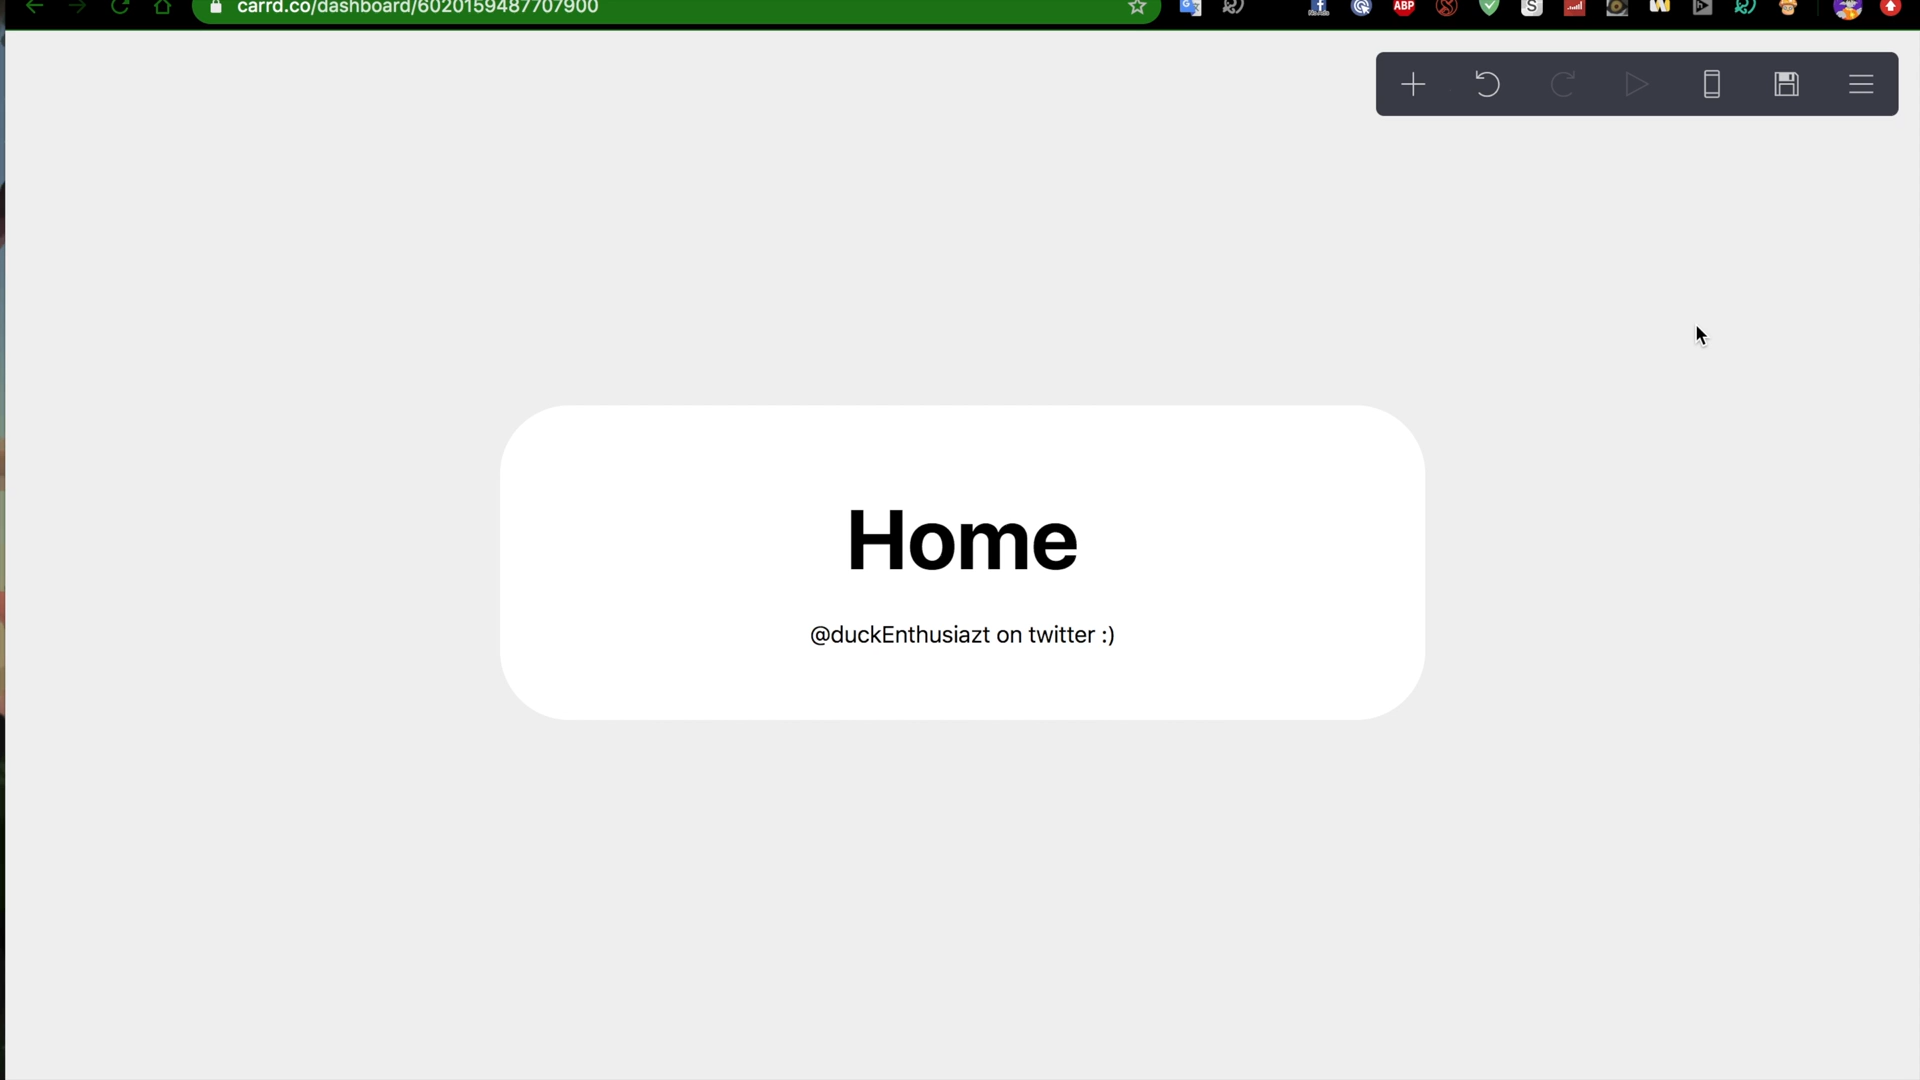 carrd.co/dashboard/6020159487707900
ABP
Home
@duckEnthusiazt on twitter :)